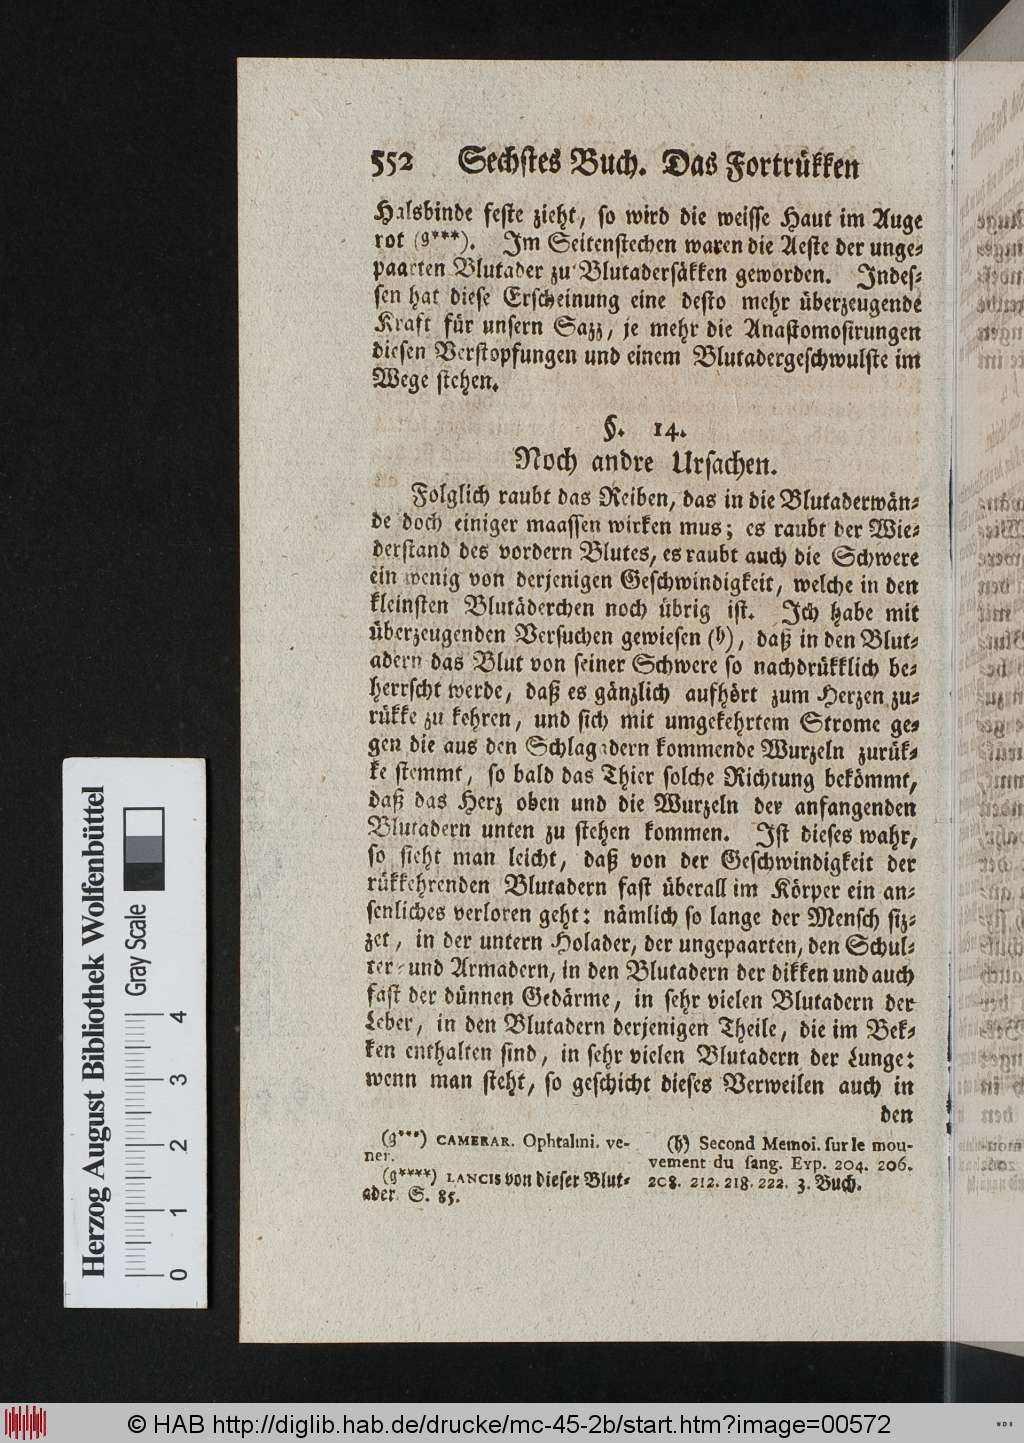 552 Sechstes Buch. Das Fortrükken
Halsbinde feste zieht, so wird die weisse Haut im Auge
rot (g***). Im Seitenstechen waren die Aeste der unge-
paarten Blutader zu Blutadersäkken geworden. Indes-
sen hat diese Erscheinung eine desto mehr überzeugende
Kraft für unsern Sazz, je mehr die Anastomosirungen
diesen Verstopfungen und einem Blutadergeschwulste im
Wege stehen.
§. 14.
Noch andre Ursachen.
Folglich raubt das Reiben, das in die Blutaderwän-
de doch einiger maassen wirken mus; es raubt der Wie-
derstand des vordern Blutes, es raubt auch die Schwere
ein wenig von derjenigen Geschwindigkeit, welche in den
kleinsten Blutäderchen noch übrig ist. Ich habe mit
überzeugenden Versuchen gewiesen (h), daß in den Blut-
adern das Blut von seiner Schwere so nachdrükklich be-
herrscht werde, daß es gänzlich aufhört zum Herzen zu-
rükke zu kehren, und sich mit umgekehrtem Strome ge-
gen die aus den Schlagadern kommende Wurzeln zurük-
ke stemmt, so bald das Thier solche Richtung bekömmt,
daß das Herz oben und die Wurzeln der anfangenden
Blutadern unten zu stehen kommen. Ist dieses wahr,
so sieht man leicht, daß von der Geschwindigkeit der
rükkehrenden Blutadern fast überall im Körper ein an-
senliches verloren geht: nämlich so lange der Mensch siz-
zet, in der untern Holader, der ungepaarten, den Schul-
ter- und Armadern, in den Blutadern der dikken und auch
fast der dünnen Gedärme, in sehr vielen Blutadern der
Leber, in den Blutadern derjenigen Theile, die im Bek-
ken enthalten sind, in sehr vielen Blutadern der Lunge:
wenn man steht, so geschicht dieses Verweilen auch in
den
(g***) CAMERAR. Ophtalmi. ve-
ner.
(g****) LANCIS von dieser Blut-
ader S. 85.
(h) Second Memoi. sur le mou-
vement du sang. Exp. 204. 206.
208. 212. 218. 222. 3. Buch.
Herzog August Bibliothek Wolfenbüttel
Gray Scale
0 1 2 3 4
© HAB http://diglib.hab.de/drucke/mc-45-2b/start.htm?image=00572